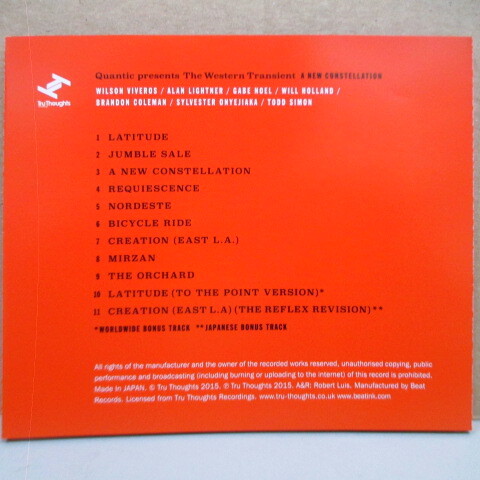 Quantic presents The Western Transient A NEW CONSTELLATION
WILSON VIVEROS / ALAN LIGHTNER / GABE NOEL / WILL HOLLAND /
BRANDON COLEMAN / SYLVESTER ONYEJIAKA / TODD SIMON
Tru Thoughts
1 LATITUDE
2 JUMBLE SALE
3 A NEW CONSTELLATION
4 REQUIESCENCE
5 NORDESTE
6 BICYCLE RIDE
7 CREATION (EAST L.A.)
8 MIRZAN
9 THE ORCHARD
10 LATITUDE (TO THE POINT VERSION)*
11 CREATION (EAST L.A) (THE REFLEX REVISION)**
*WORLDWIDE BONUS TRACK **JAPANESE BONUS TRACK
All rights of the manufacturer and the owner of the recorded works reserved, unauthorised copying, public
performance and broadcasting (including burning or uploading to the internet) of this record is prohibited.
Made in JAPAN. © Tru Thoughts 2015. ℗ Tru Thoughts 2015. A&R: Robert Luis. Manufactured by Beat
Records. Licensed from Tru Thoughts Recordings. www.tru-thoughts.co.uk www.beatink.com